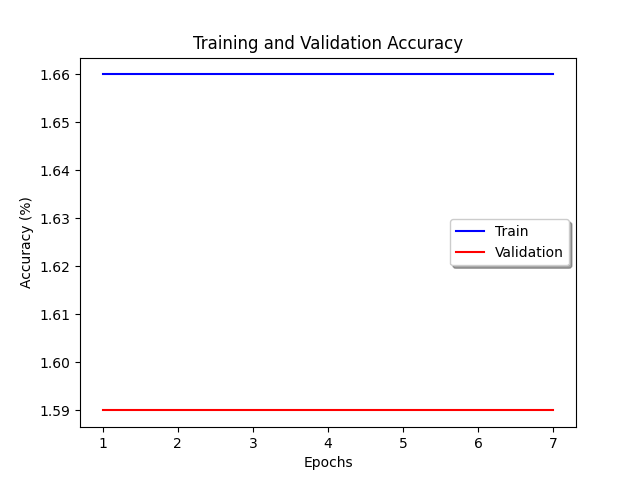 Training and Validation Accuracy
Accuracy (%)
1.66
1.65
1.64
1.63
1.62
1.61
1.60
1.59
Train
Validation
1 2 3 4 5 6 7
Epochs